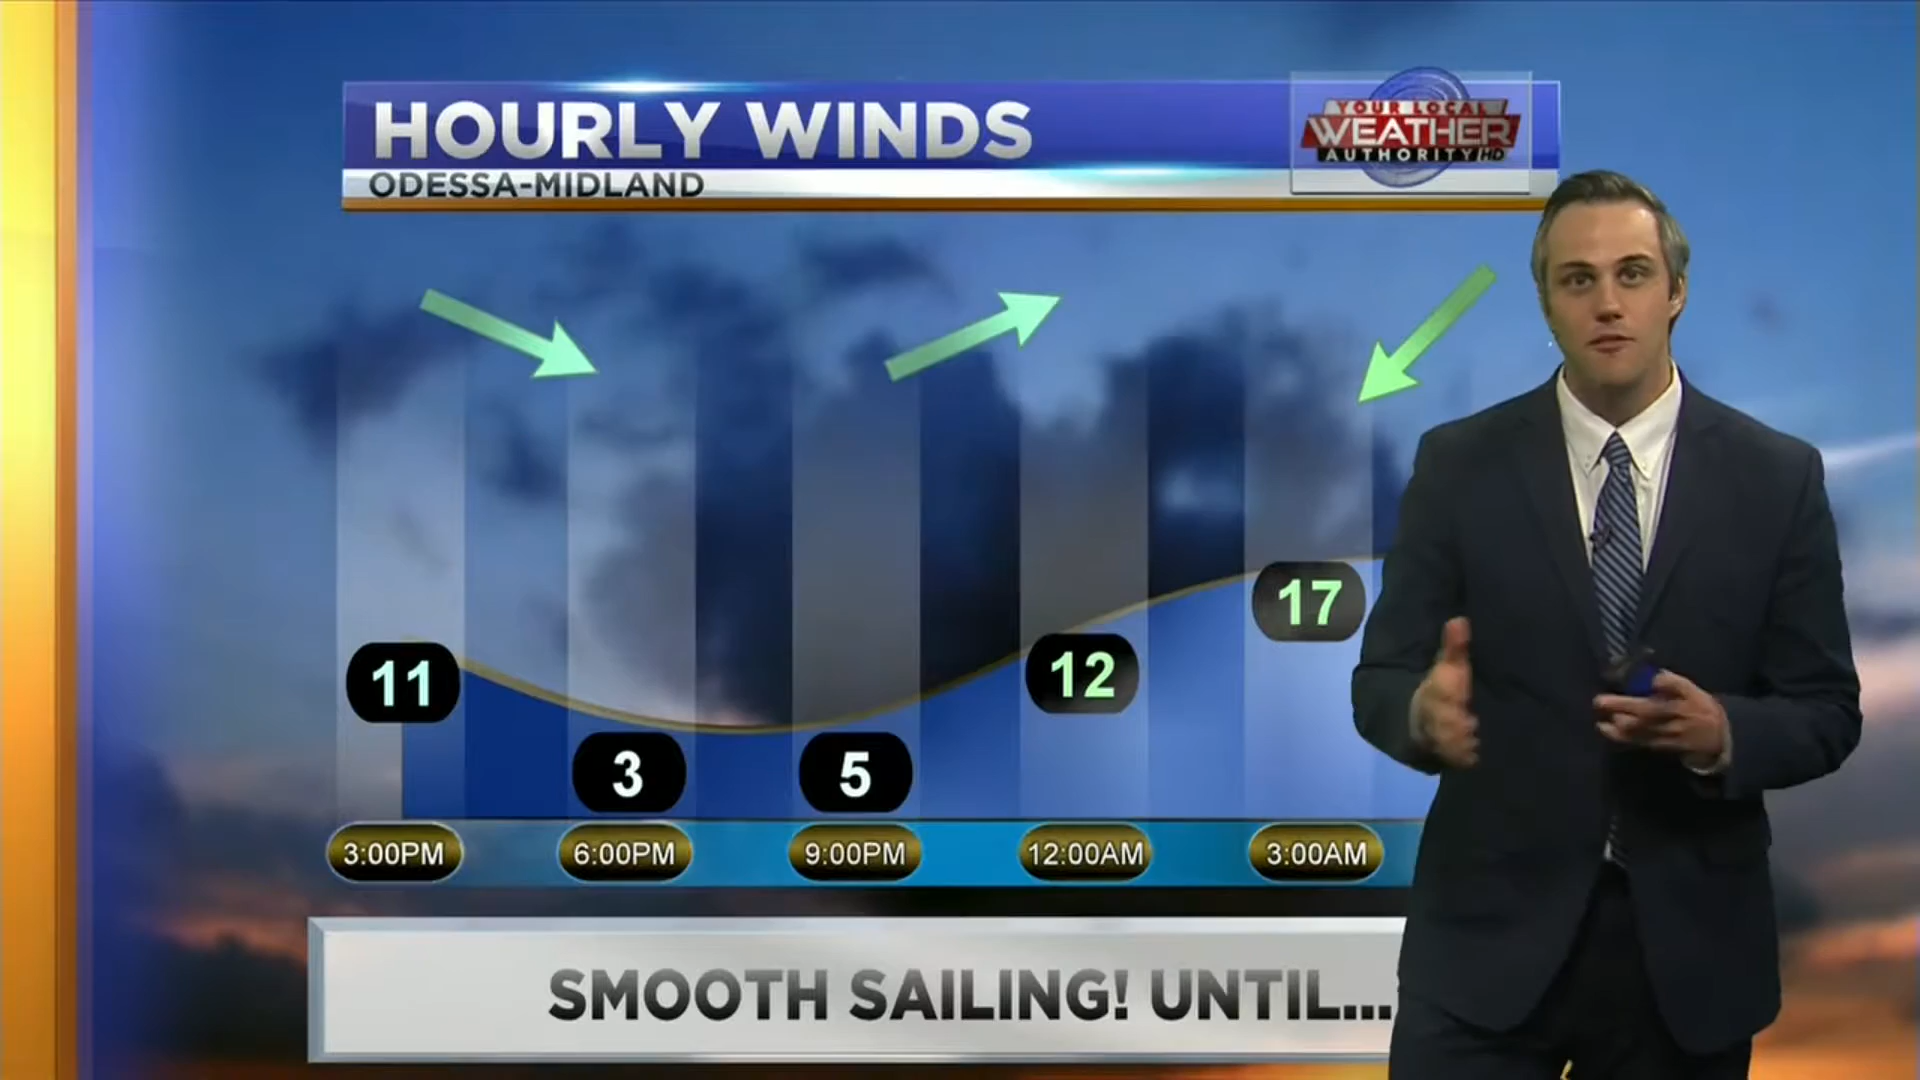 HOURLY WINDS
ODESSA-MIDLAND
YOUR LOCAL
WEATHER
AUTHORITY HD
11
3
5
12
17
3:00PM
6:00PM
9:00PM
12:00AM
3:00AM
SMOOTH SAILING! UNTIL...